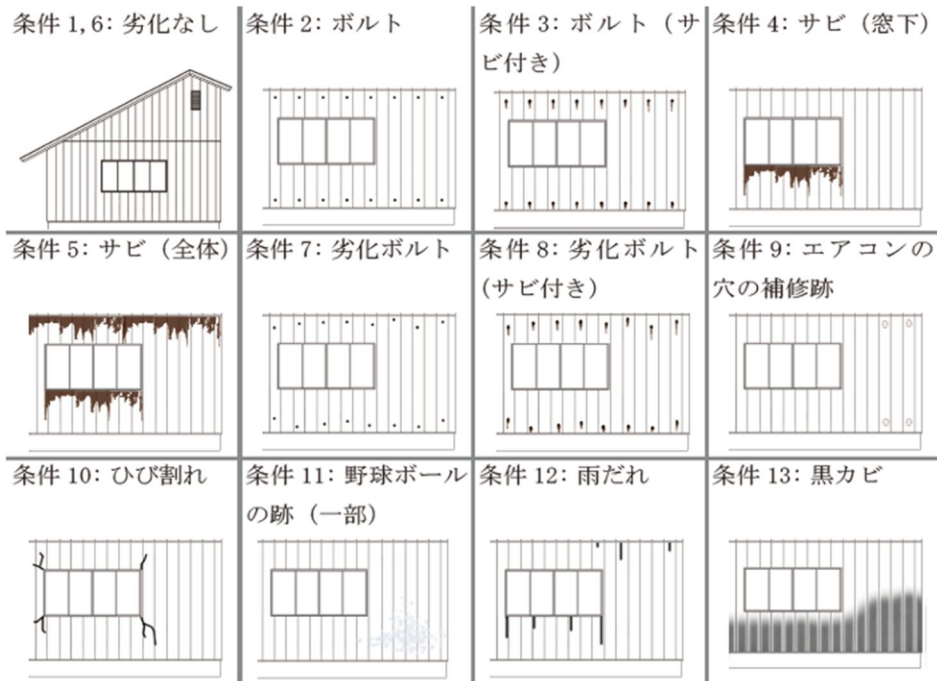 条件 1, 6: 劣化なし
条件 2: ボルト
条件 3: ボルト（サ
ビ付き）
条件 4: サビ（窓下）
条件 5: サビ（全体）
条件 7: 劣化ボルト
条件 8: 劣化ボルト
(サビ付き）
条件 9: エアコンの
穴の補修跡
条件 10: ひび割れ
条件 11: 野球ボール
の跡（一部）
条件 12: 雨だれ
条件 13: 黒カビ